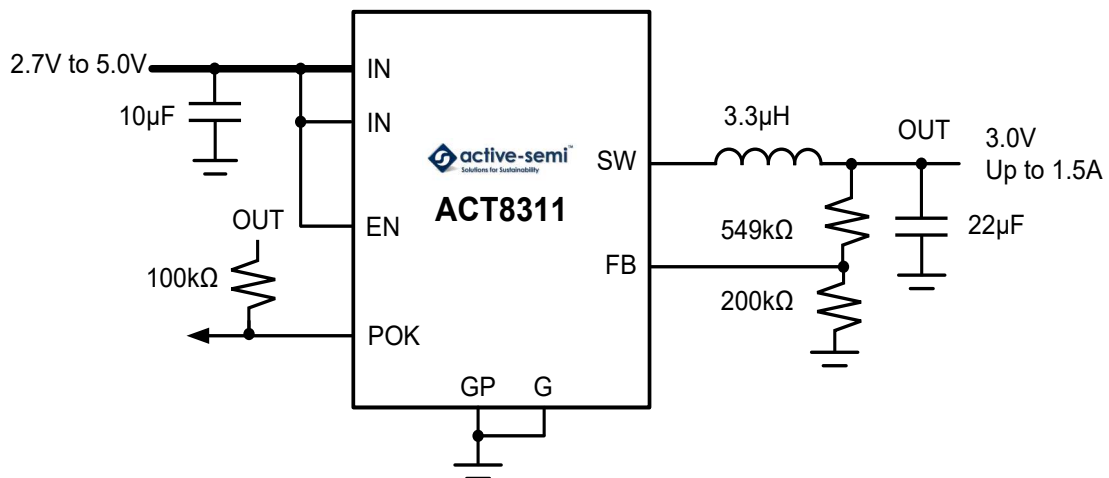 2.7V to 5.0V
10µF
IN
IN
EN
OUT
100kΩ
POK
active-semi™
Solutions for Sustainability
ACT8311
GP G
SW
FB
3.3µH
OUT
3.0V
Up to 1.5A
549kΩ
22µF
200kΩ